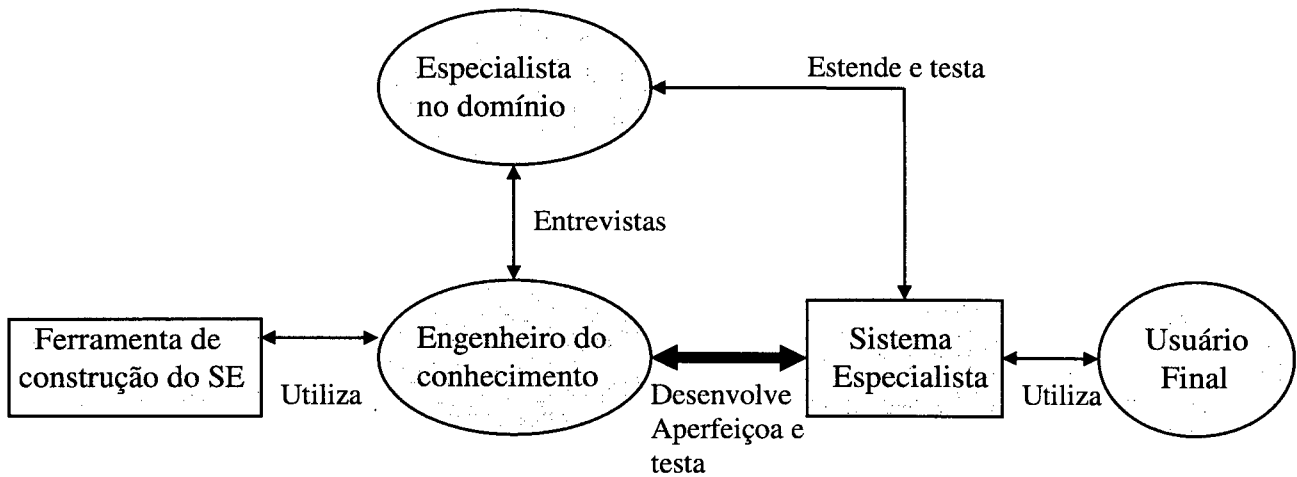 Especialista
no domínio
Estende e testa
Entrevistas
Ferramenta de
construção do SE
Utiliza
Engenheiro do
conhecimento
Desenvolve
Aperfeiçoa e
testa
Sistema
Especialista
Utiliza
Usuário
Final